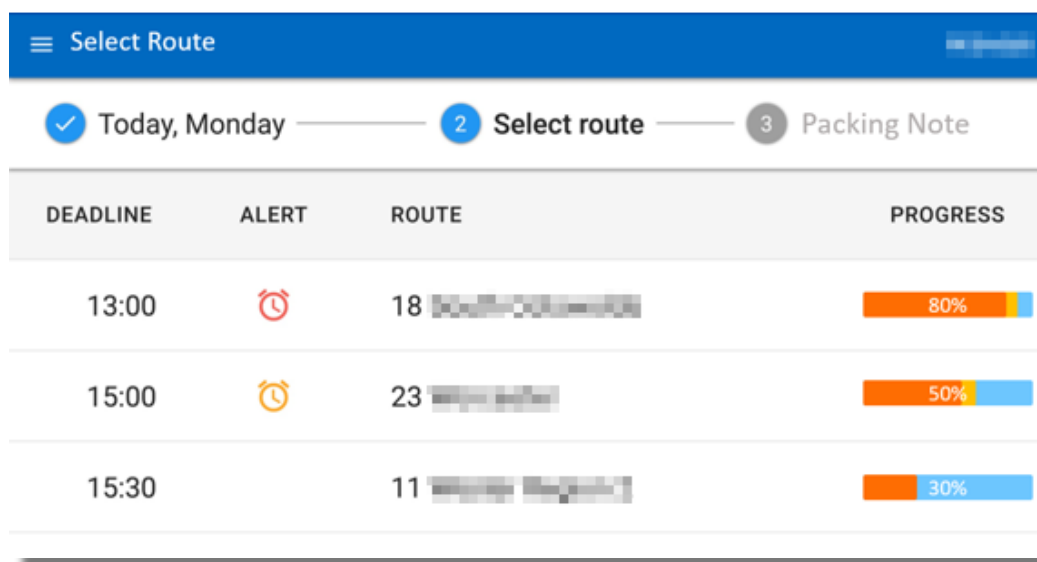 Select Route
Today, Monday 2 Select route 3 Packing Note
DEADLINE ALERT ROUTE PROGRESS
13:00 18 80%
15:00 23 50%
15:30 11 30%